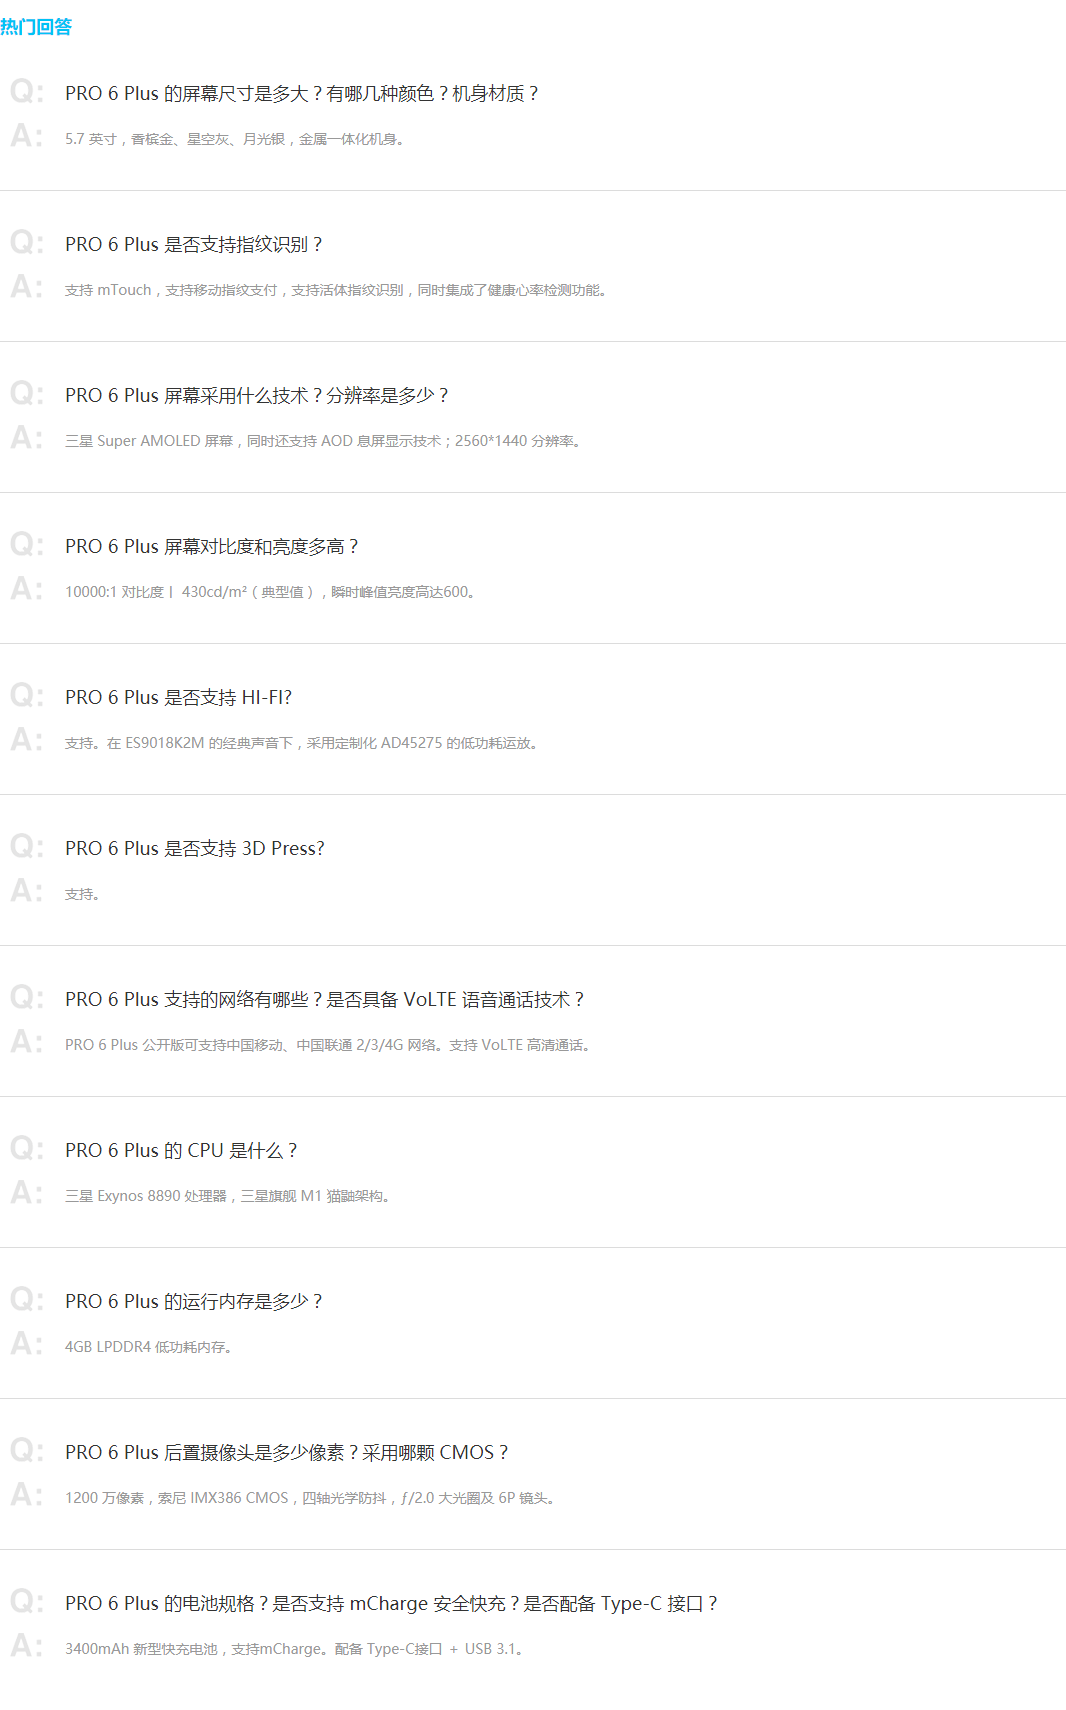 热门回答
Q: PRO 6 Plus 的屏幕尺寸是多大？有哪几种颜色？机身材质？
A: 5.7 英寸，香槟金、星空灰、月光银，金属一体化机身。
Q: PRO 6 Plus 是否支持指纹识别？
A: 支持 mTouch，支持移动指纹支付，支持活体指纹识别，同时集成了健康心率检测功能。
Q: PRO 6 Plus 屏幕采用什么技术？分辨率是多少？
A: 三星 Super AMOLED 屏幕，同时还支持 AOD 息屏显示技术；2560*1440 分辨率。
Q: PRO 6 Plus 屏幕对比度和亮度多高？
A: 10000:1 对比度丨 430cd/m²（典型值），瞬时峰值亮度高达600。
Q: PRO 6 Plus 是否支持 HI-FI?
A: 支持。在 ES9018K2M 的经典声音下，采用定制化 AD45275 的低功耗运放。
Q: PRO 6 Plus 是否支持 3D Press?
A: 支持。
Q: PRO 6 Plus 支持的网络有哪些？是否具备 VoLTE 语音通话技术？
A: PRO 6 Plus 公开版可支持中国移动、中国联通 2/3/4G 网络。支持 VoLTE 高清通话。
Q: PRO 6 Plus 的 CPU 是什么？
A: 三星 Exynos 8890 处理器，三星旗舰 M1 猫鼬架构。
Q: PRO 6 Plus 的运行内存是多少？
A: 4GB LPDDR4 低功耗内存。
Q: PRO 6 Plus 后置摄像头是多少像素？采用哪颗 CMOS？
A: 1200 万像素，索尼 IMX386 CMOS，四轴光学防抖，ƒ/2.0 大光圈及 6P 镜头。
Q: PRO 6 Plus 的电池规格？是否支持 mCharge 安全快充？是否配备 Type-C 接口？
A: 3400mAh 新型快充电池，支持mCharge。配备 Type-C接口 + USB 3.1。